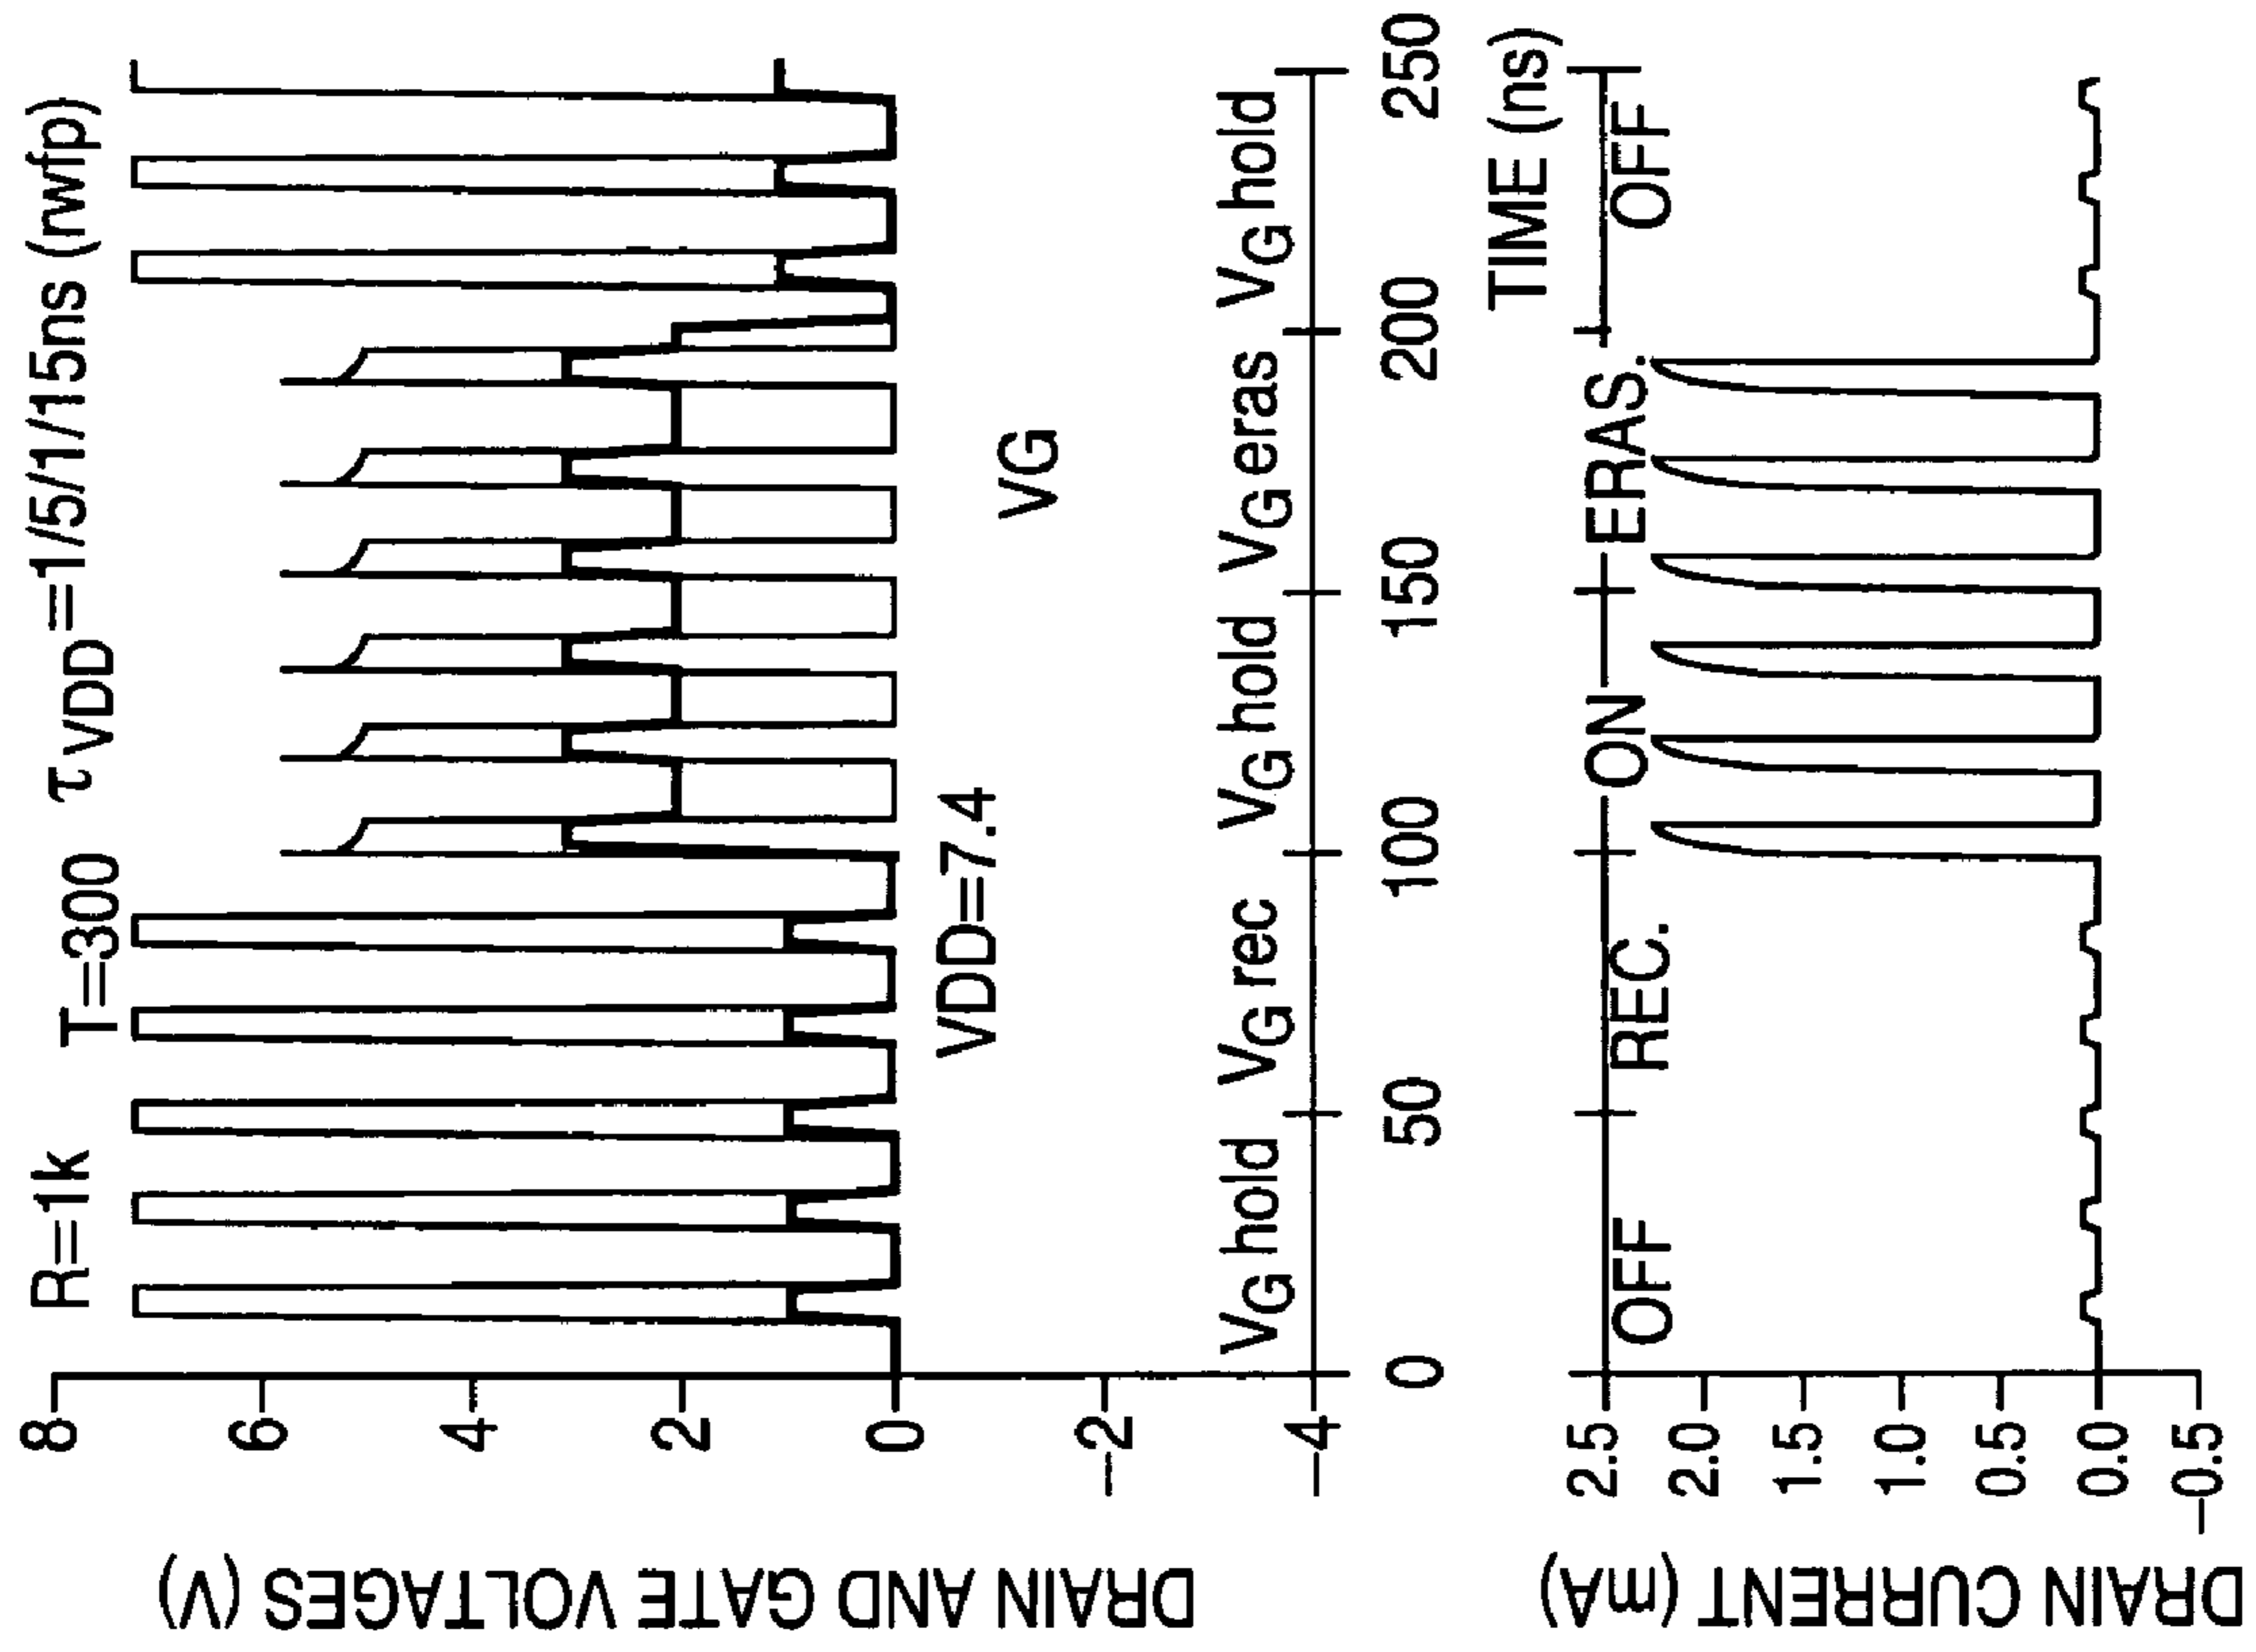 R=1k T=300 τ VDD=1/5/1/15ns (rwfp)
DRAIN AND GATE VOLTAGES (V)
8
6
4
2
0
–2
–4
VDD=7.4
VG
VG hold VG rec VG hold VG eras VG hold
0 50 100 150 200 250
TIME (ns)
OFF REC. ON ERAS. OFF
DRAIN CURRENT (mA)
2.5
2.0
1.5
1.0
0.5
0.0
–0.5